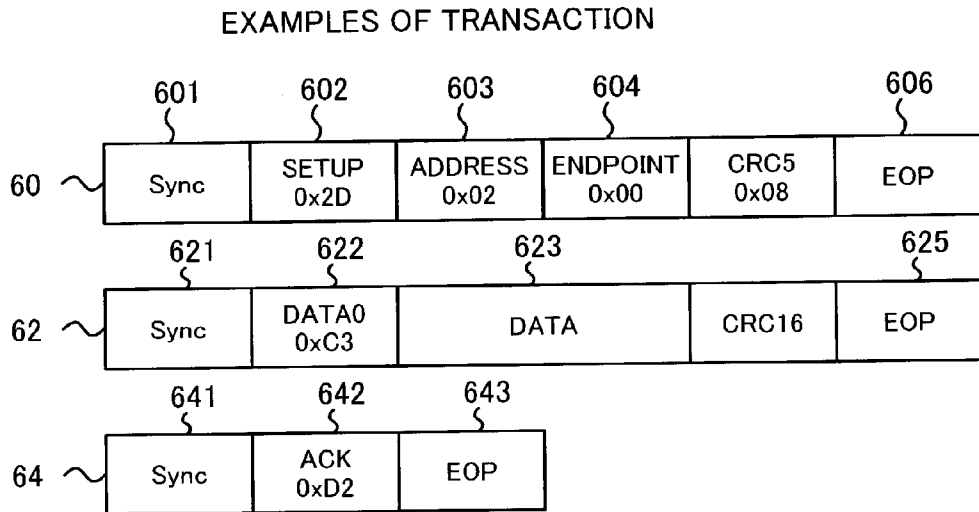 EXAMPLES OF TRANSACTION
601 602 603 604 606
60 Sync SETUP 0x2D ADDRESS 0x02 ENDPOINT 0x00 CRC5 0x08 EOP
621 622 623 625
62 Sync DATA0 0xC3 DATA CRC16 EOP
641 642 643
64 Sync ACK 0xD2 EOP